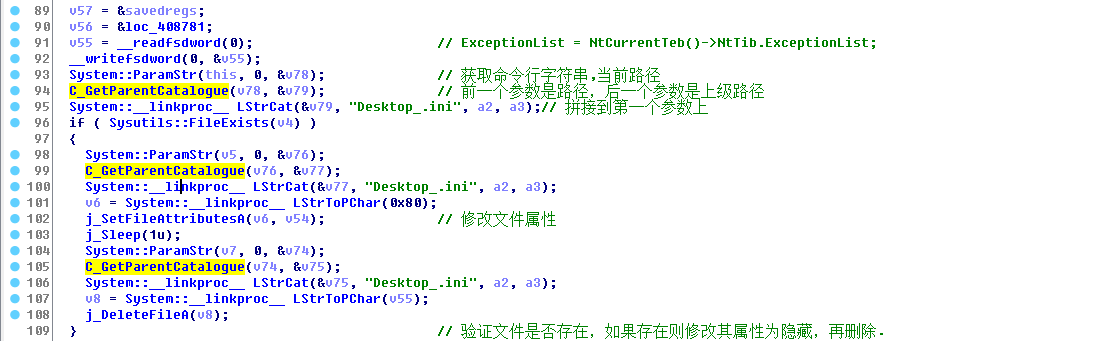 89 v57 = &savedregs;
90 v56 = &loc_408781;
91 v55 = __readfsdword(0); // ExceptionList = NtCurrentTeb()->NtTib.ExceptionList;
92 __writefsdword(0, &v55);
93 System::ParamStr(this, 0, &v78); // 获取命令行字符串,当前路径
94 C_GetParentCatalogue(v78, &v79); // 前一个参数是路径，后一个参数是上级路径
95 System::__linkproc__ LStrCat(&v79, "Desktop_.ini", a2, a3);// 拼接到第一个参数上
96 if ( Sysutils::FileExists(v4) )
97 {
98 System::ParamStr(v5, 0, &v76);
99 C_GetParentCatalogue(v76, &v77);
100 System::__linkproc__ LStrCat(&v77, "Desktop_.ini", a2, a3);
101 v6 = System::__linkproc__ LStrToPChar(0x80);
102 j_SetFileAttributesA(v6, v54); // 修改文件属性
103 j_Sleep(1u);
104 System::ParamStr(v7, 0, &v74);
105 C_GetParentCatalogue(v74, &v75);
106 System::__linkproc__ LStrCat(&v75, "Desktop_.ini", a2, a3);
107 v8 = System::__linkproc__ LStrToPChar(v55);
108 j_DeleteFileA(v8);
109 } // 验证文件是否存在，如果存在则修改其属性为隐藏，再删除.